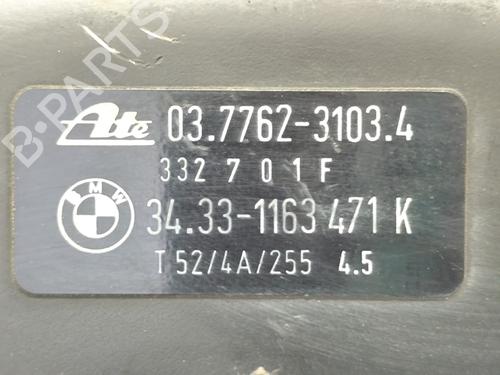 Ate 03.7762-3103.4
332 7 0 1 F
BMW 34.33-1163 471 K
T 52/4A/255 4.5
B-PARTS